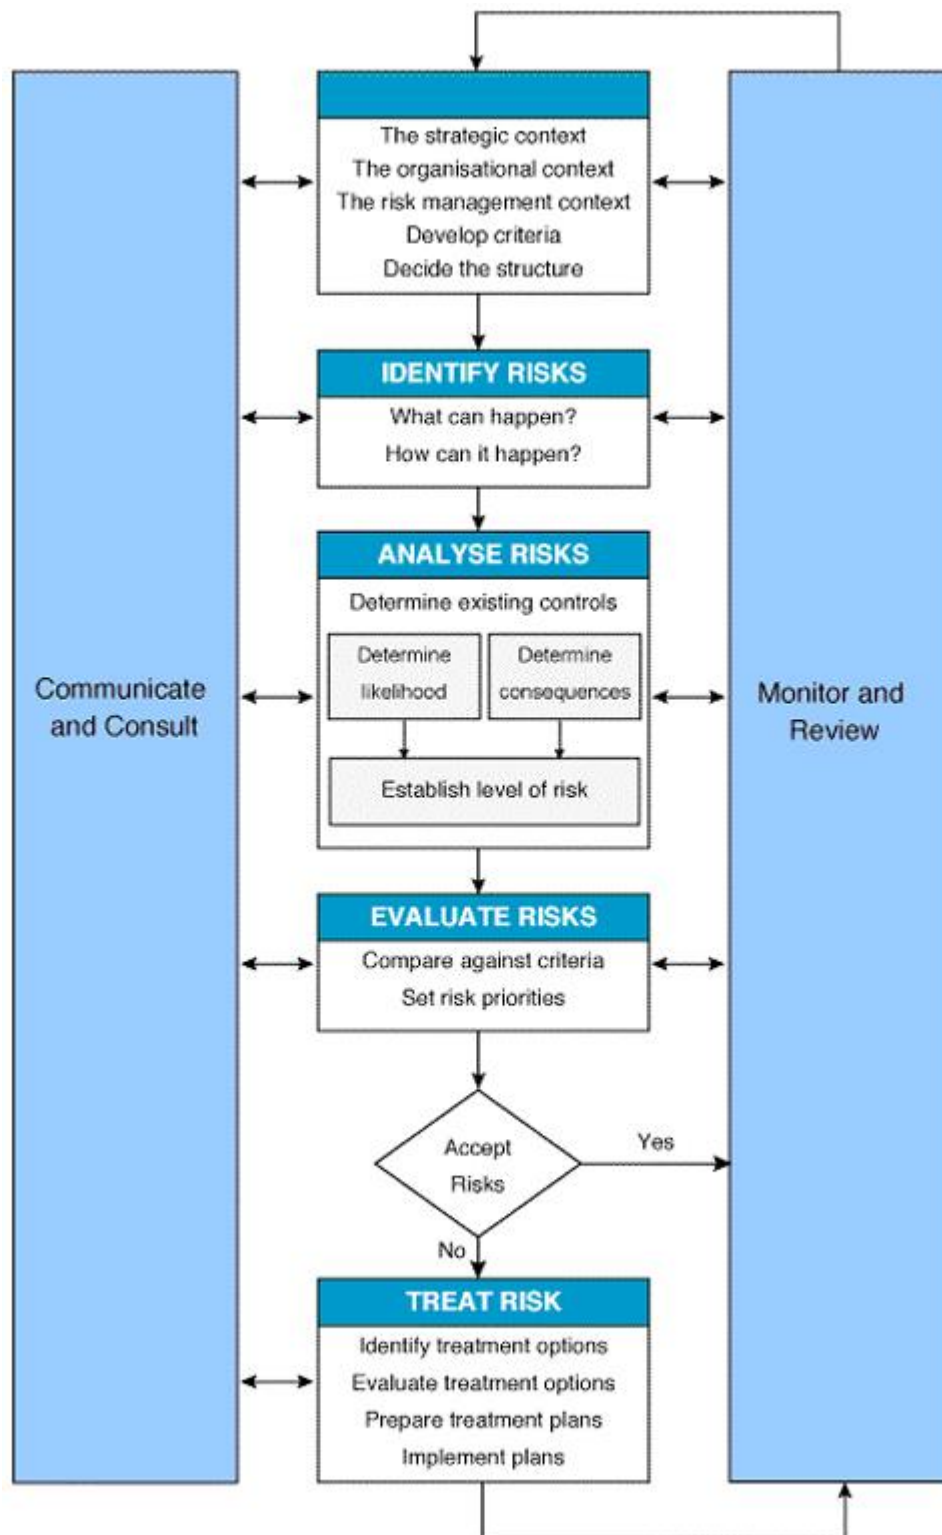 The strategic context
The organisational context
The risk management context
Develop criteria
Decide the structure
IDENTIFY RISKS
What can happen?
How can it happen?
ANALYSE RISKS
Determine existing controls
Determine
likelihood
Determine
consequences
Establish level of risk
Communicate
and Consult
Monitor and
Review
EVALUATE RISKS
Compare against criteria
Set risk priorities
Accept
Risks
Yes
No
TREAT RISK
Identify treatment options
Evaluate treatment options
Prepare treatment plans
Implement plans